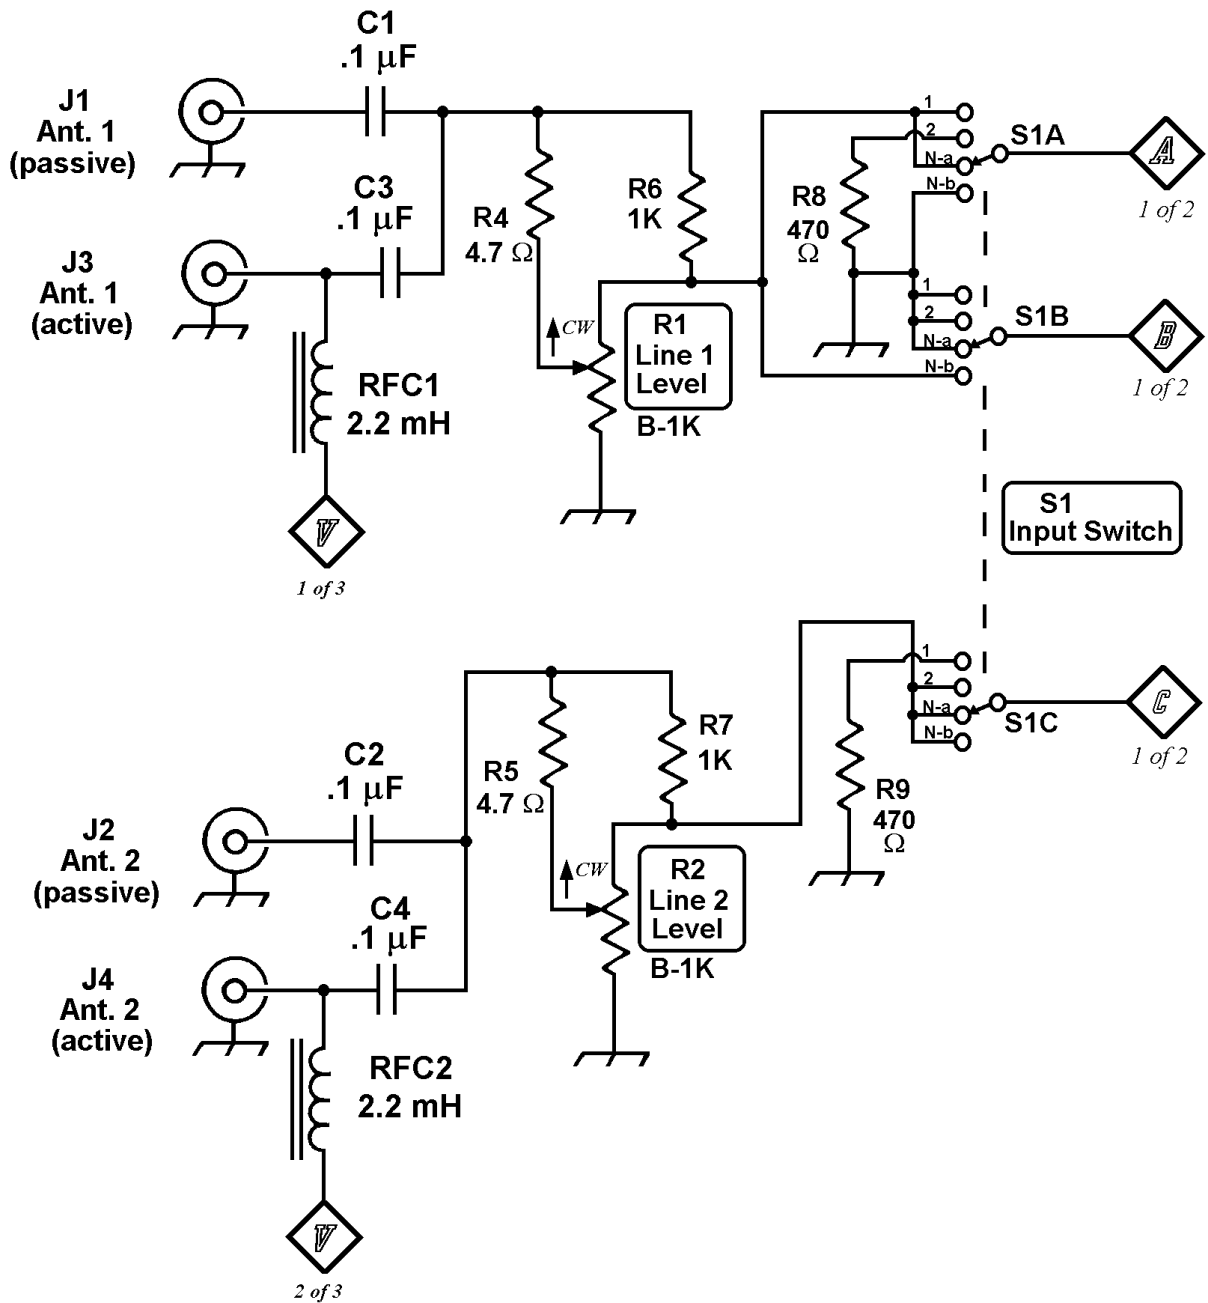 C1
.1 µF
J1
Ant. 1
(passive)
C3
.1 µF
J3
Ant. 1
(active)
RFC1
2.2 mH
V
1 of 3
R4
4.7 Ω
R6
1K
CW
R1
Line 1
Level
B-1K
R8
470
Ω
1
2
N-a
N-b
S1A
A
1 of 2
1
2
N-a
N-b
S1B
B
1 of 2
S1
Input Switch
1
2
N-a
N-b
S1C
C
1 of 2
R9
470
Ω
R7
1K
R5
4.7 Ω
C2
.1 µF
J2
Ant. 2
(passive)
CW
R2
Line 2
Level
B-1K
C4
.1 µF
J4
Ant. 2
(active)
RFC2
2.2 mH
V
2 of 3